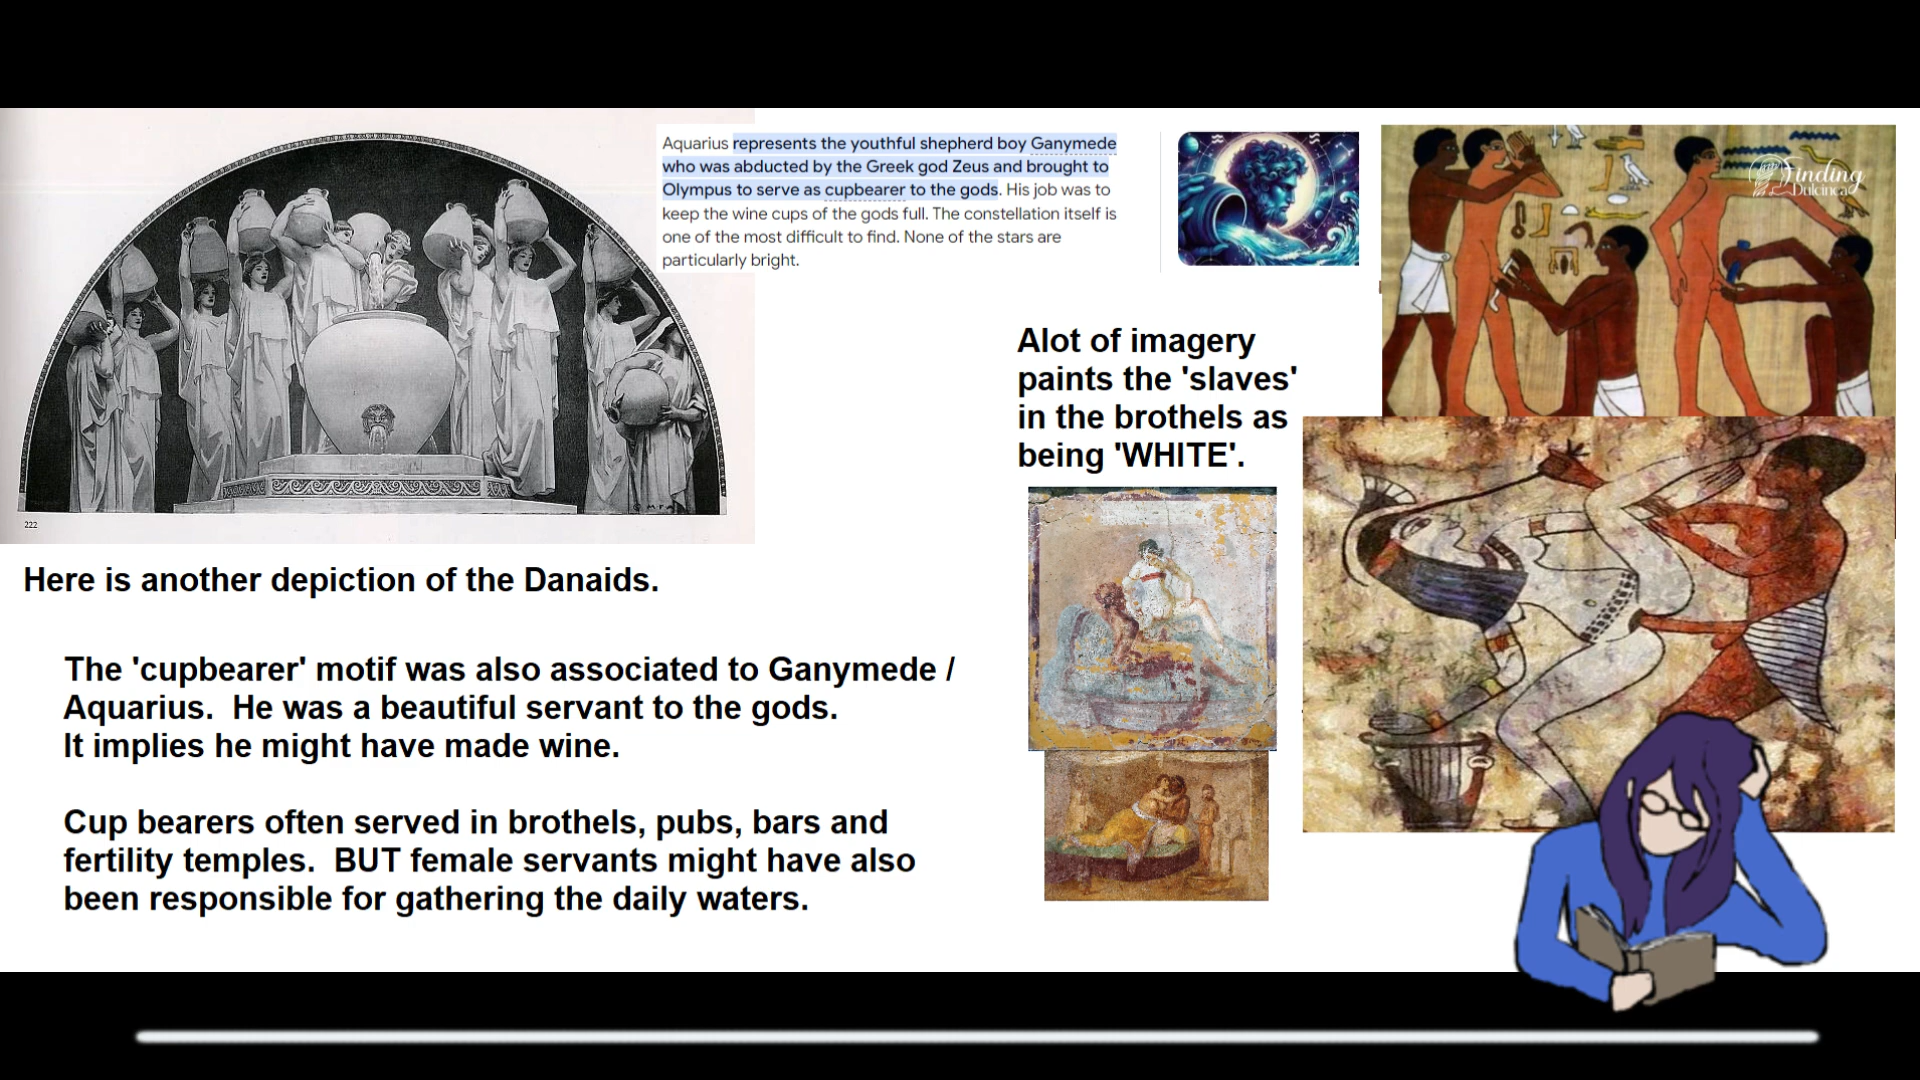 Aquarius represents the youthful shepherd boy Ganymede
who was abducted by the Greek god Zeus and brought to
Olympus to serve as cupbearer to the gods. His job was to
keep the wine cups of the gods full. The constellation itself is
one of the most difficult to find. None of the stars are
particularly bright.
Finding
Dulcinea
Alot of imagery
paints the 'slaves'
in the brothels as
being 'WHITE'.
222
Here is another depiction of the Danaids.
The 'cupbearer' motif was also associated to Ganymede /
Aquarius. He was a beautiful servant to the gods.
It implies he might have made wine.
Cup bearers often served in brothels, pubs, bars and
fertility temples. BUT female servants might have also
been responsible for gathering the daily waters.